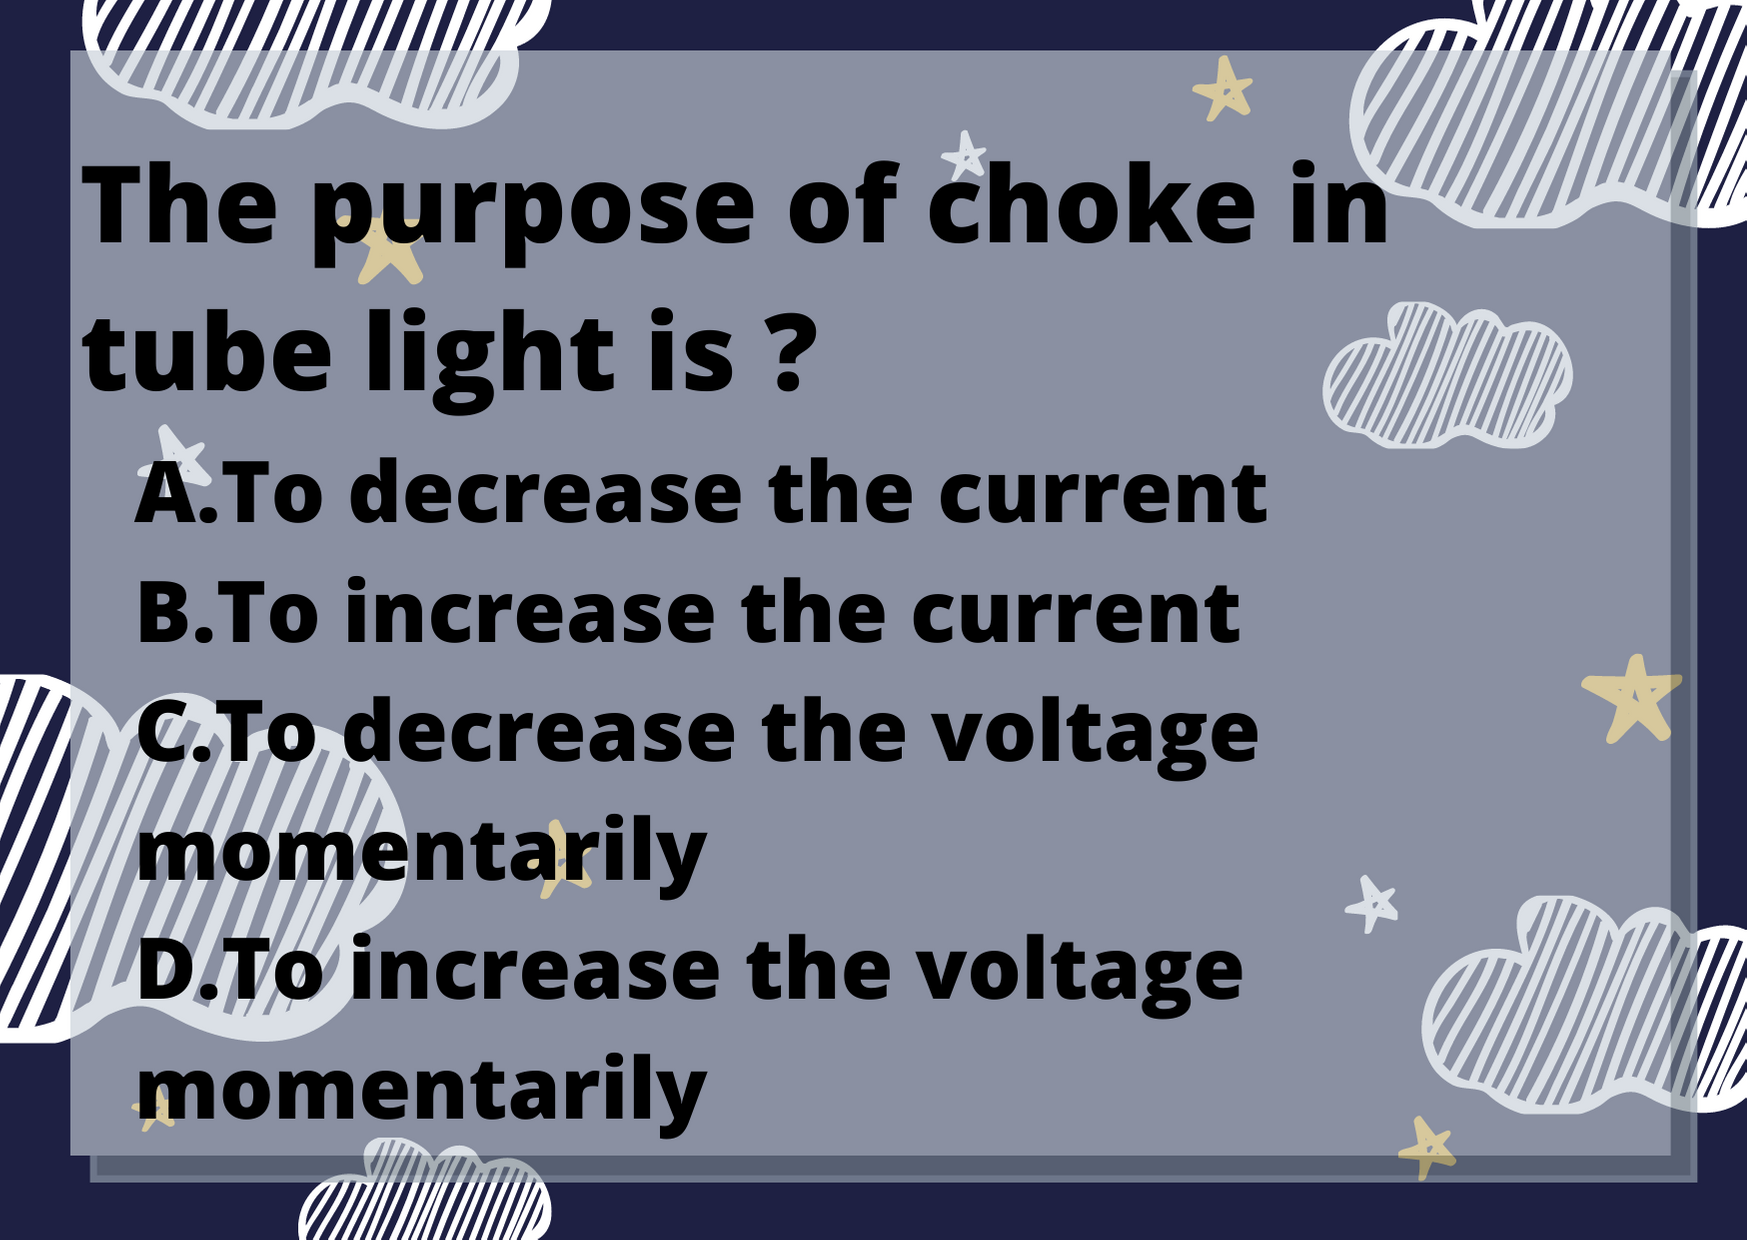 The purpose of choke in
tube light is ?
A.To decrease the current
B.To increase the current
C.To decrease the voltage
momentarily
D.To increase the voltage
momentarily